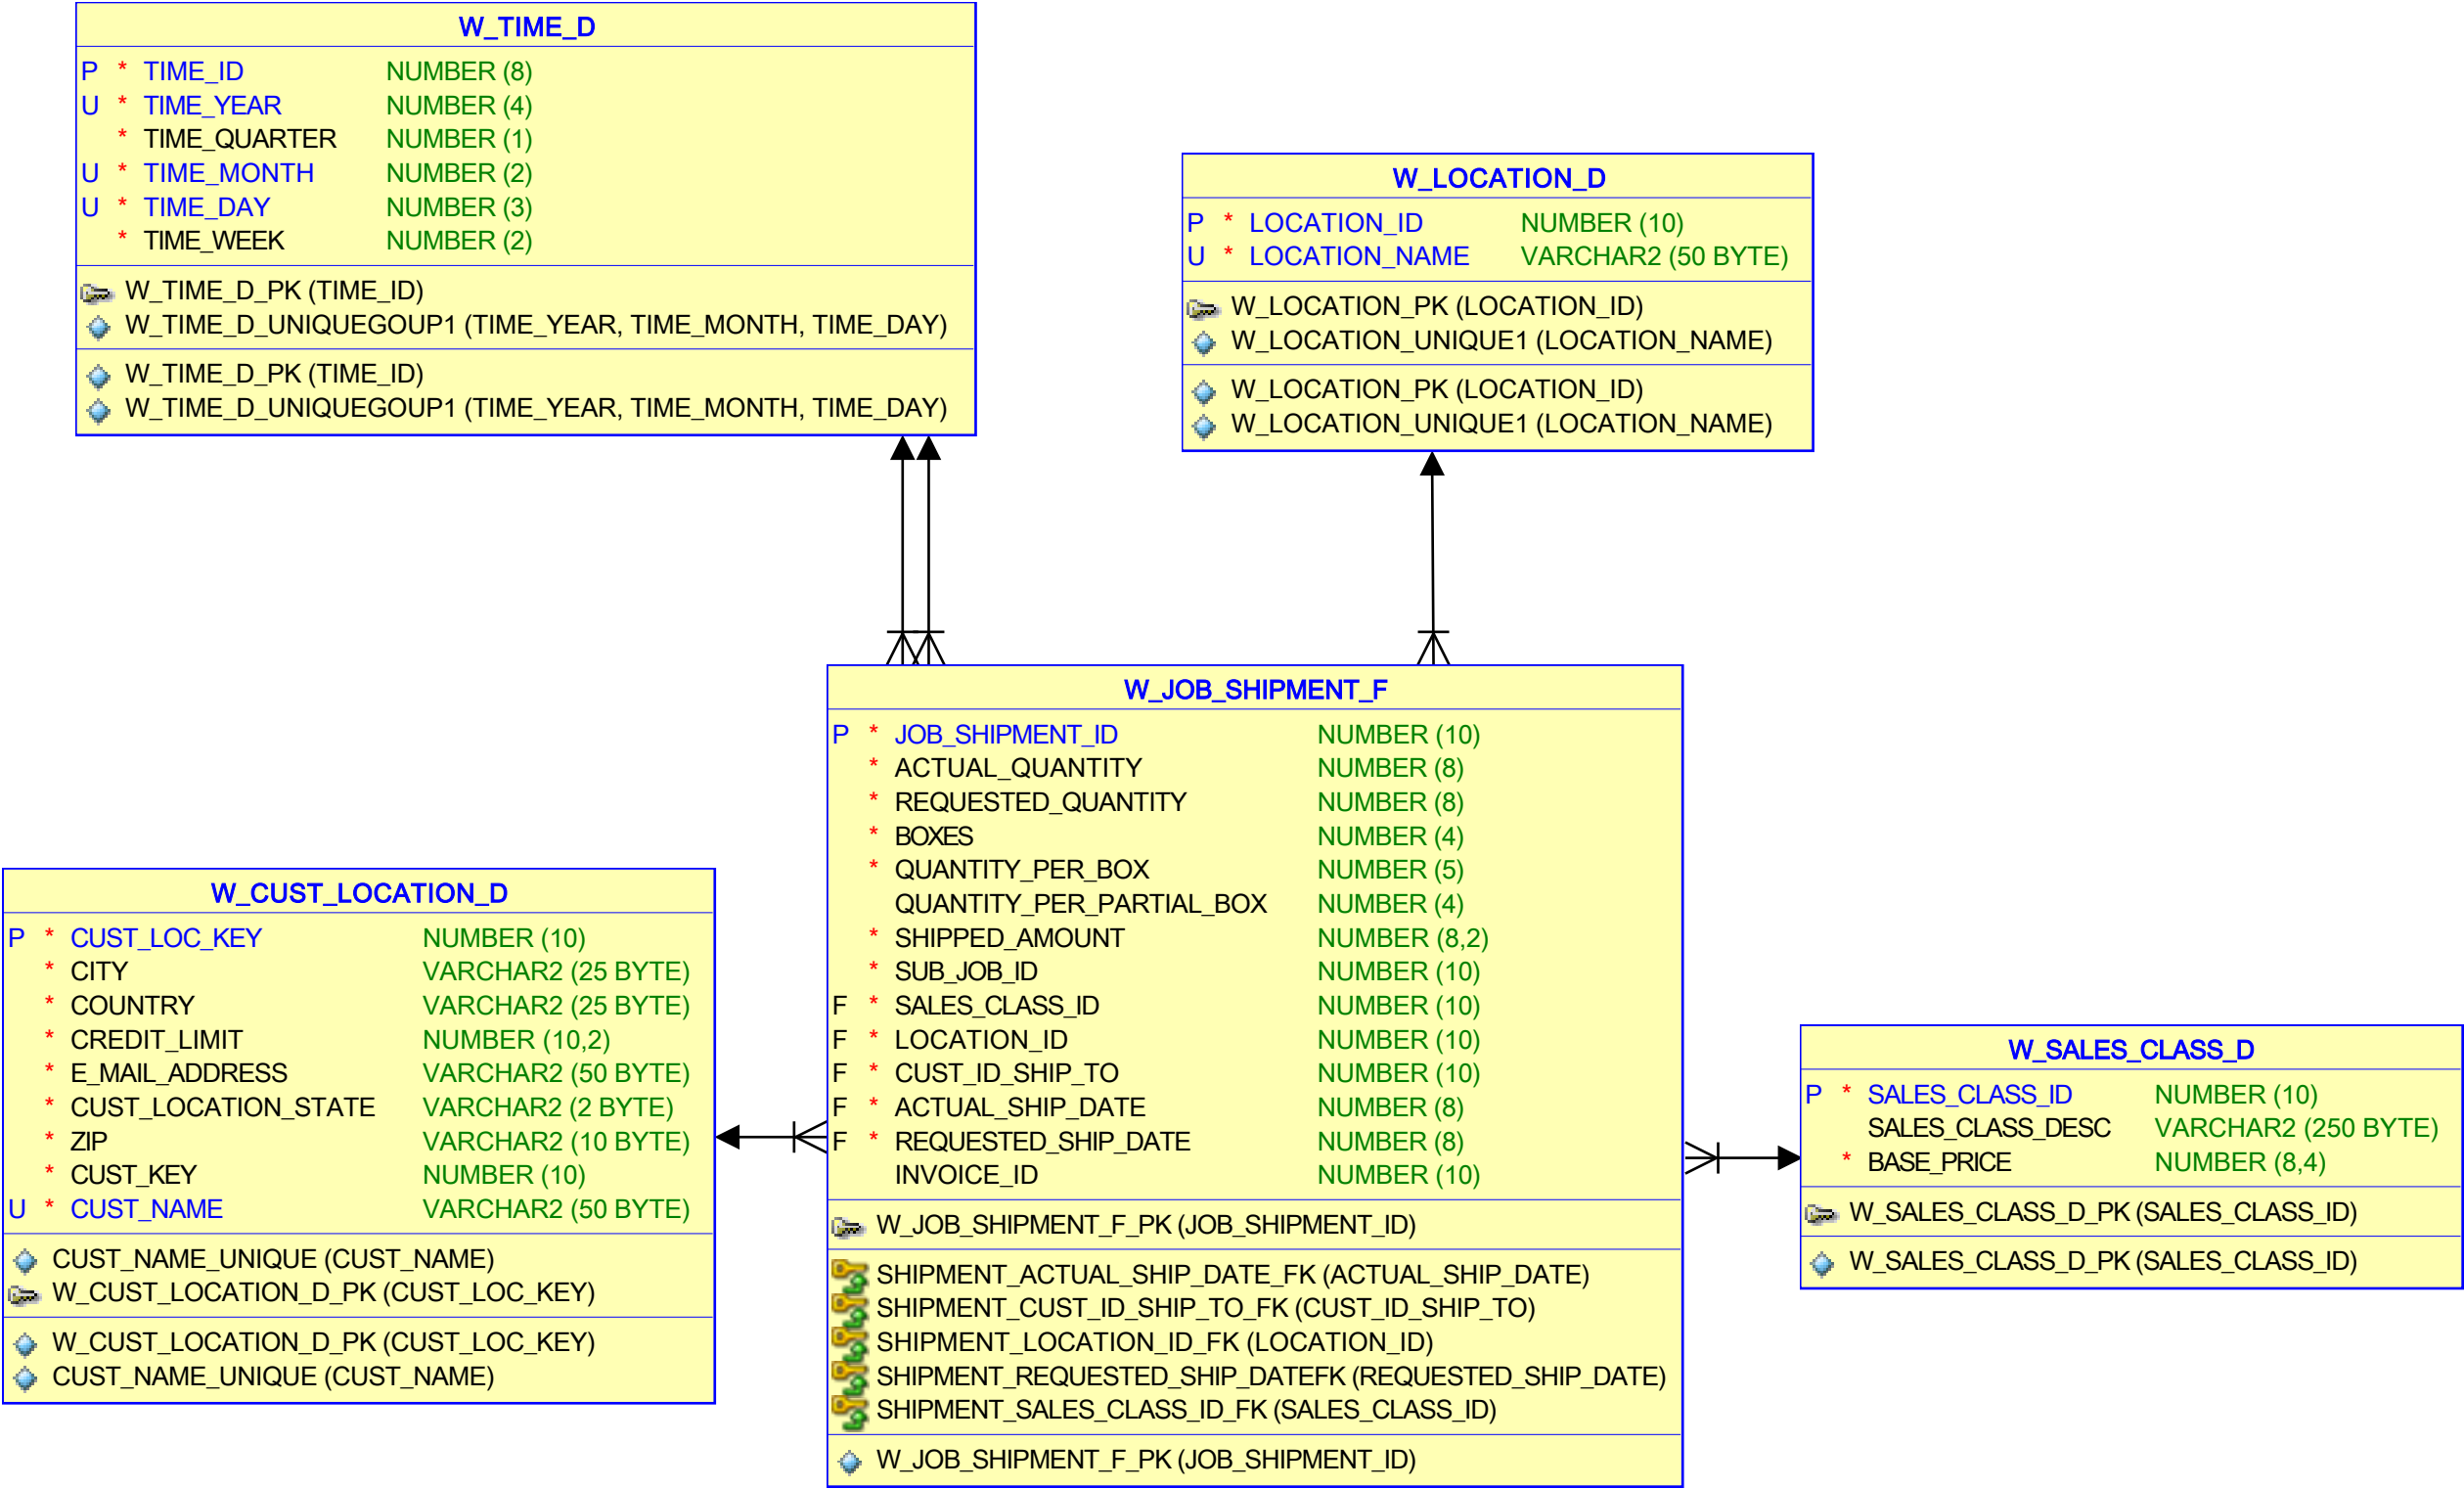 W_TIME_D
P * TIME_ID NUMBER (8)
U * TIME_YEAR NUMBER (4)
* TIME_QUARTER NUMBER (1)
U * TIME_MONTH NUMBER (2)
U * TIME_DAY NUMBER (3)
* TIME_WEEK NUMBER (2)
W_TIME_D_PK (TIME_ID)
W_TIME_D_UNIQUEGOUP1 (TIME_YEAR, TIME_MONTH, TIME_DAY)
W_TIME_D_PK (TIME_ID)
W_TIME_D_UNIQUEGOUP1 (TIME_YEAR, TIME_MONTH, TIME_DAY)
W_LOCATION_D
P * LOCATION_ID NUMBER (10)
U * LOCATION_NAME VARCHAR2 (50 BYTE)
W_LOCATION_PK (LOCATION_ID)
W_LOCATION_UNIQUE1 (LOCATION_NAME)
W_LOCATION_PK (LOCATION_ID)
W_LOCATION_UNIQUE1 (LOCATION_NAME)
W_CUST_LOCATION_D
P * CUST_LOC_KEY NUMBER (10)
* CITY VARCHAR2 (25 BYTE)
* COUNTRY VARCHAR2 (25 BYTE)
* CREDIT_LIMIT NUMBER (10,2)
* E_MAIL_ADDRESS VARCHAR2 (50 BYTE)
* CUST_LOCATION_STATE VARCHAR2 (2 BYTE)
* ZIP VARCHAR2 (10 BYTE)
* CUST_KEY NUMBER (10)
U * CUST_NAME VARCHAR2 (50 BYTE)
CUST_NAME_UNIQUE (CUST_NAME)
W_CUST_LOCATION_D_PK (CUST_LOC_KEY)
W_CUST_LOCATION_D_PK (CUST_LOC_KEY)
CUST_NAME_UNIQUE (CUST_NAME)
W_JOB_SHIPMENT_F
P * JOB_SHIPMENT_ID NUMBER (10)
* ACTUAL_QUANTITY NUMBER (8)
* REQUESTED_QUANTITY NUMBER (8)
* BOXES NUMBER (4)
* QUANTITY_PER_BOX NUMBER (5)
QUANTITY_PER_PARTIAL_BOX NUMBER (4)
* SHIPPED_AMOUNT NUMBER (8,2)
* SUB_JOB_ID NUMBER (10)
F * SALES_CLASS_ID NUMBER (10)
F * LOCATION_ID NUMBER (10)
F * CUST_ID_SHIP_TO NUMBER (10)
F * ACTUAL_SHIP_DATE NUMBER (8)
F * REQUESTED_SHIP_DATE NUMBER (8)
INVOICE_ID NUMBER (10)
W_JOB_SHIPMENT_F_PK (JOB_SHIPMENT_ID)
SHIPMENT_ACTUAL_SHIP_DATE_FK (ACTUAL_SHIP_DATE)
SHIPMENT_CUST_ID_SHIP_TO_FK (CUST_ID_SHIP_TO)
SHIPMENT_LOCATION_ID_FK (LOCATION_ID)
SHIPMENT_REQUESTED_SHIP_DATEFK (REQUESTED_SHIP_DATE)
SHIPMENT_SALES_CLASS_ID_FK (SALES_CLASS_ID)
W_JOB_SHIPMENT_F_PK (JOB_SHIPMENT_ID)
W_SALES_CLASS_D
P * SALES_CLASS_ID NUMBER (10)
SALES_CLASS_DESC VARCHAR2 (250 BYTE)
* BASE_PRICE NUMBER (8,4)
W_SALES_CLASS_D_PK (SALES_CLASS_ID)
W_SALES_CLASS_D_PK (SALES_CLASS_ID)